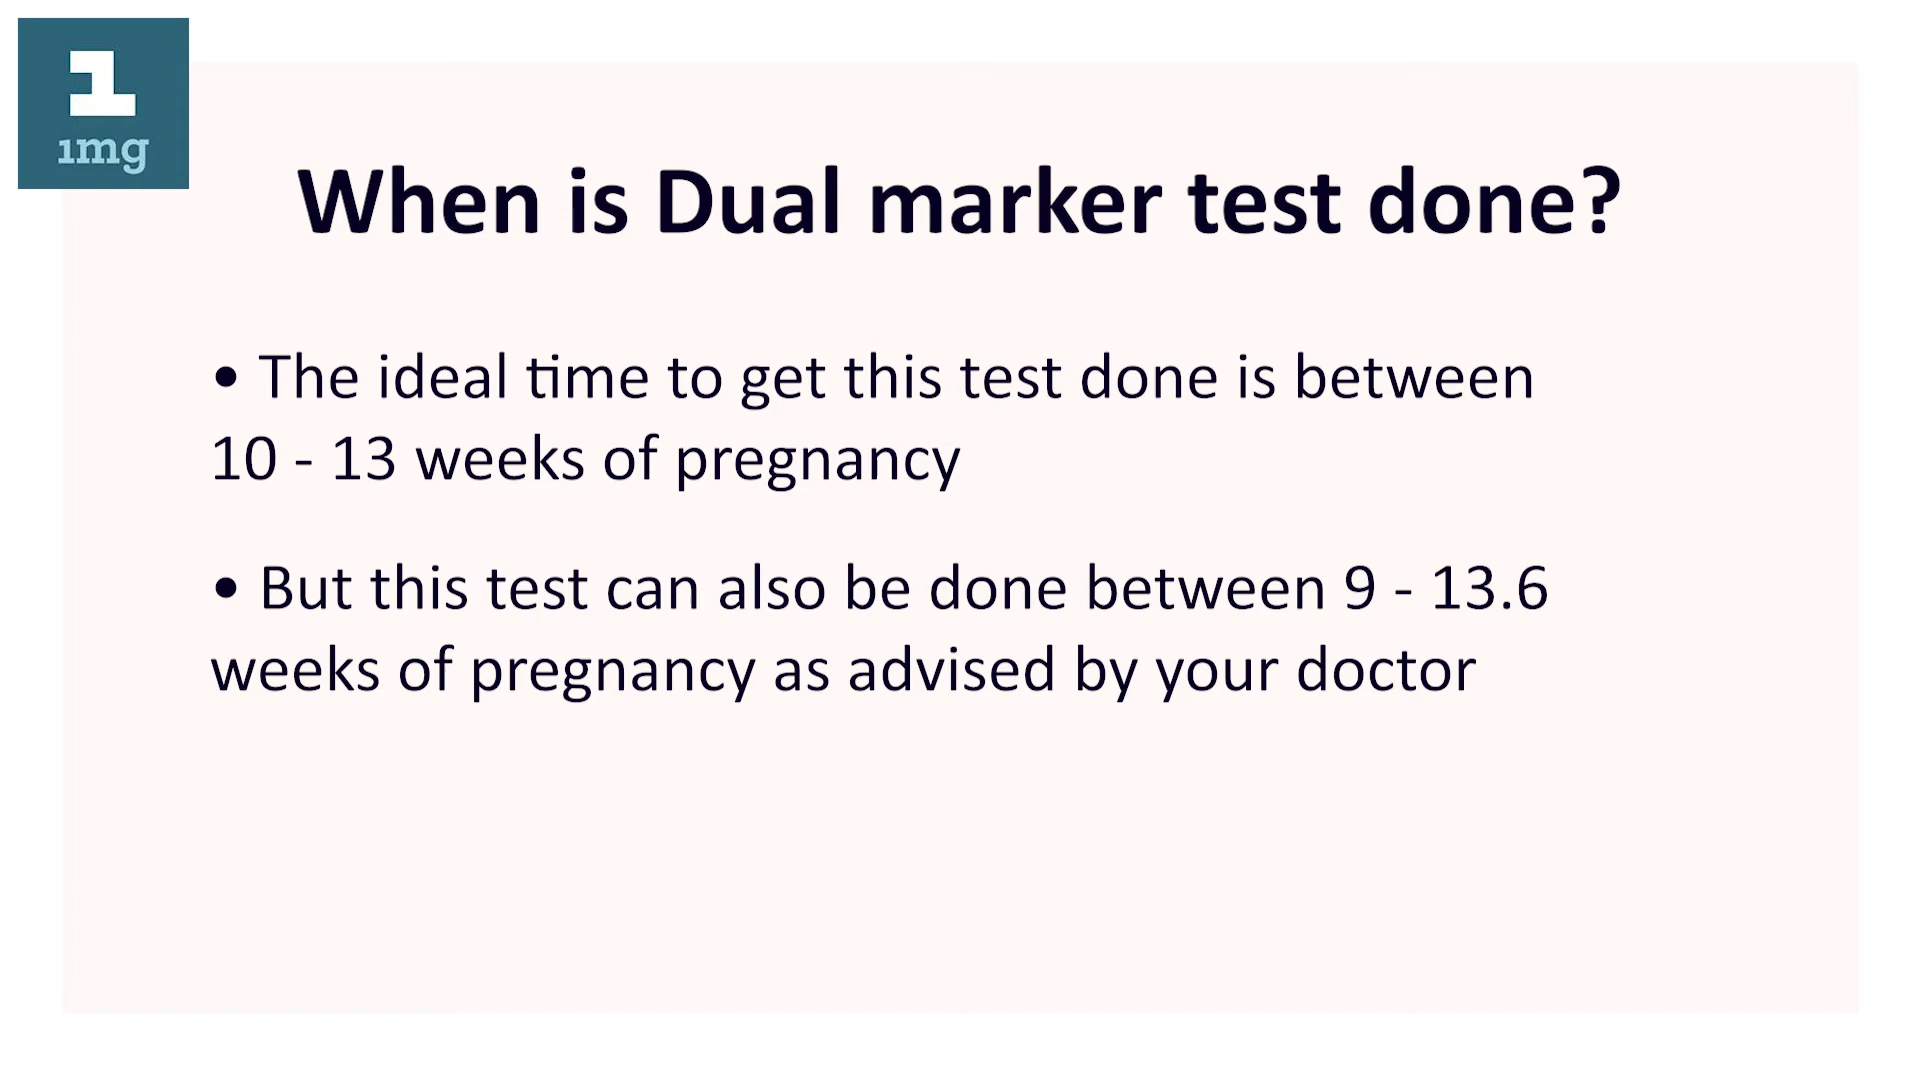 1mg
When is Dual marker test done?
• The ideal time to get this test done is between
10 - 13 weeks of pregnancy
• But this test can also be done between 9 - 13.6
weeks of pregnancy as advised by your doctor